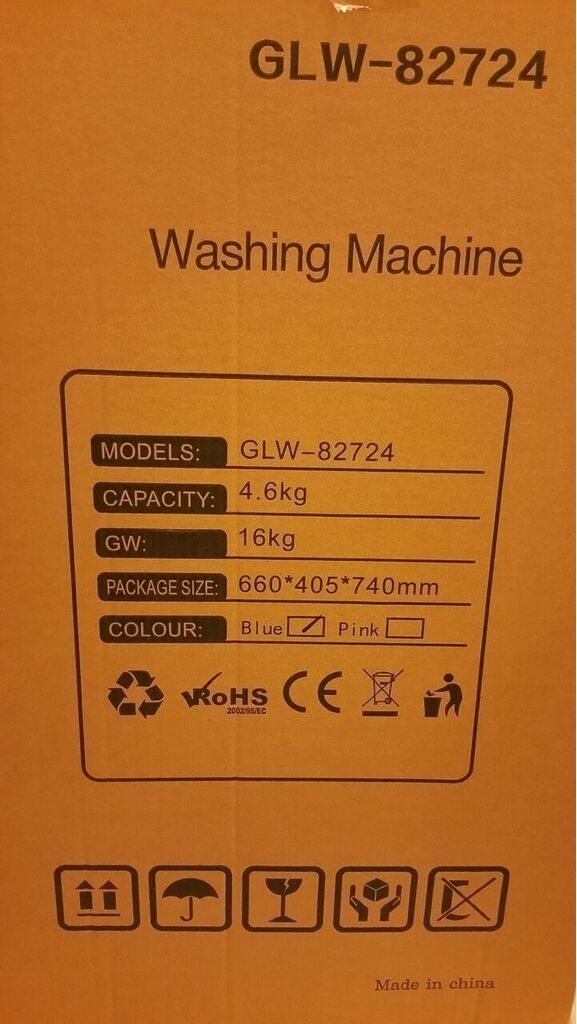 GLW-82724
Washing Machine
MODELS: GLW-82724
CAPACITY: 4.6kg
GW: 16kg
PACKAGE SIZE: 660*405*740mm
COLOUR: Blue Pink
RoHS CE
2002/95/EC
Made in china